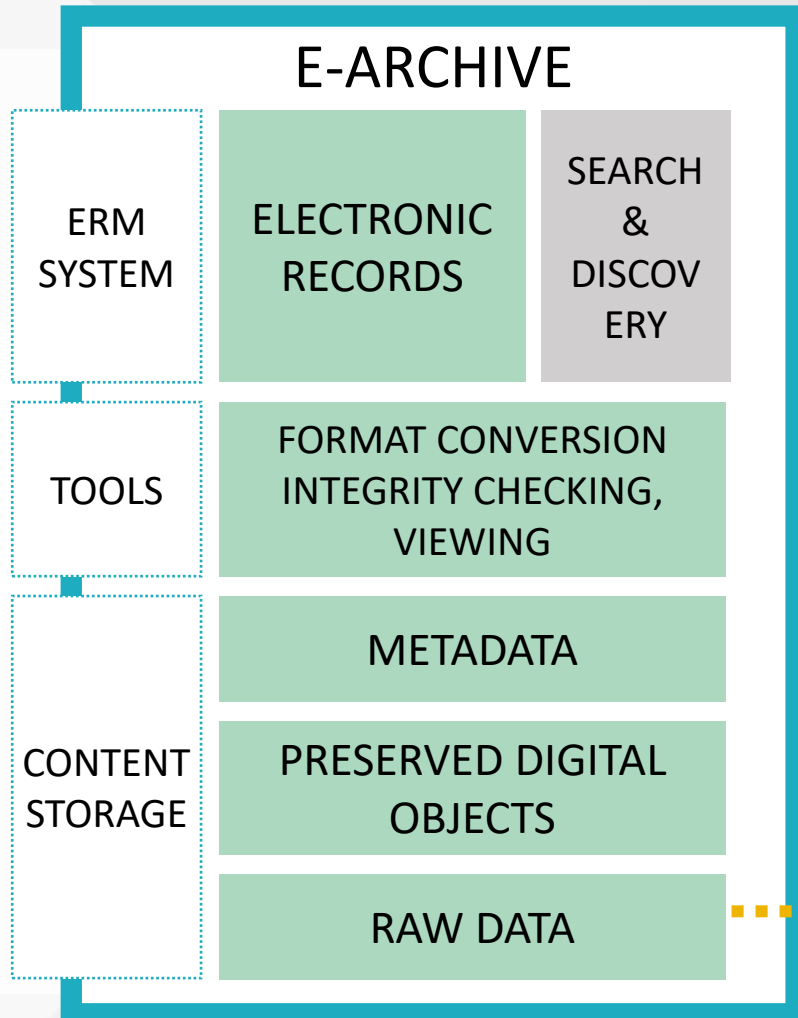 E-ARCHIVE
ERM
SYSTEM
ELECTRONIC
RECORDS
SEARCH
&
DISCOV
ERY
TOOLS
FORMAT CONVERSION
INTEGRITY CHECKING,
VIEWING
CONTENT
STORAGE
METADATA
PRESERVED DIGITAL
OBJECTS
RAW DATA